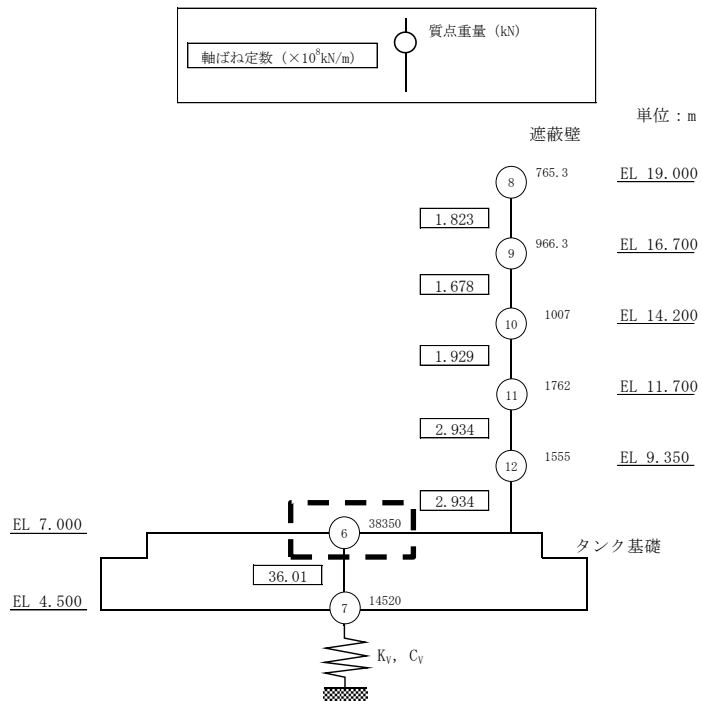 質点重量 (kN)
軸ばね定数 (×10⁸kN/m)
単位：m
遮蔽壁
8 765.3 EL 19.000
1.823
9 966.3 EL 16.700
1.678
10 1007 EL 14.200
1.929
11 1762 EL 11.700
2.934
12 1555 EL 9.350
2.934
EL 7.000 6 38350
タンク基礎
36.01
EL 4.500 7 14520
Kᵥ, Cᵥ